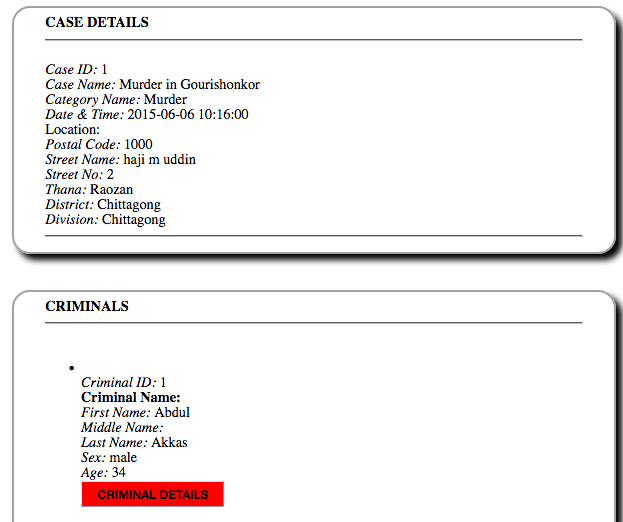 CASE DETAILS
Case ID: 1
Case Name: Murder in Gourishonkor
Category Name: Murder
Date & Time: 2015-06-06 10:16:00
Location:
Postal Code: 1000
Street Name: haji m uddin
Street No: 2
Thana: Raozan
District: Chittagong
Division: Chittagong
CRIMINALS
Criminal ID: 1
Criminal Name:
First Name: Abdul
Middle Name:
Last Name: Akkas
Sex: male
Age: 34
CRIMINAL DETAILS